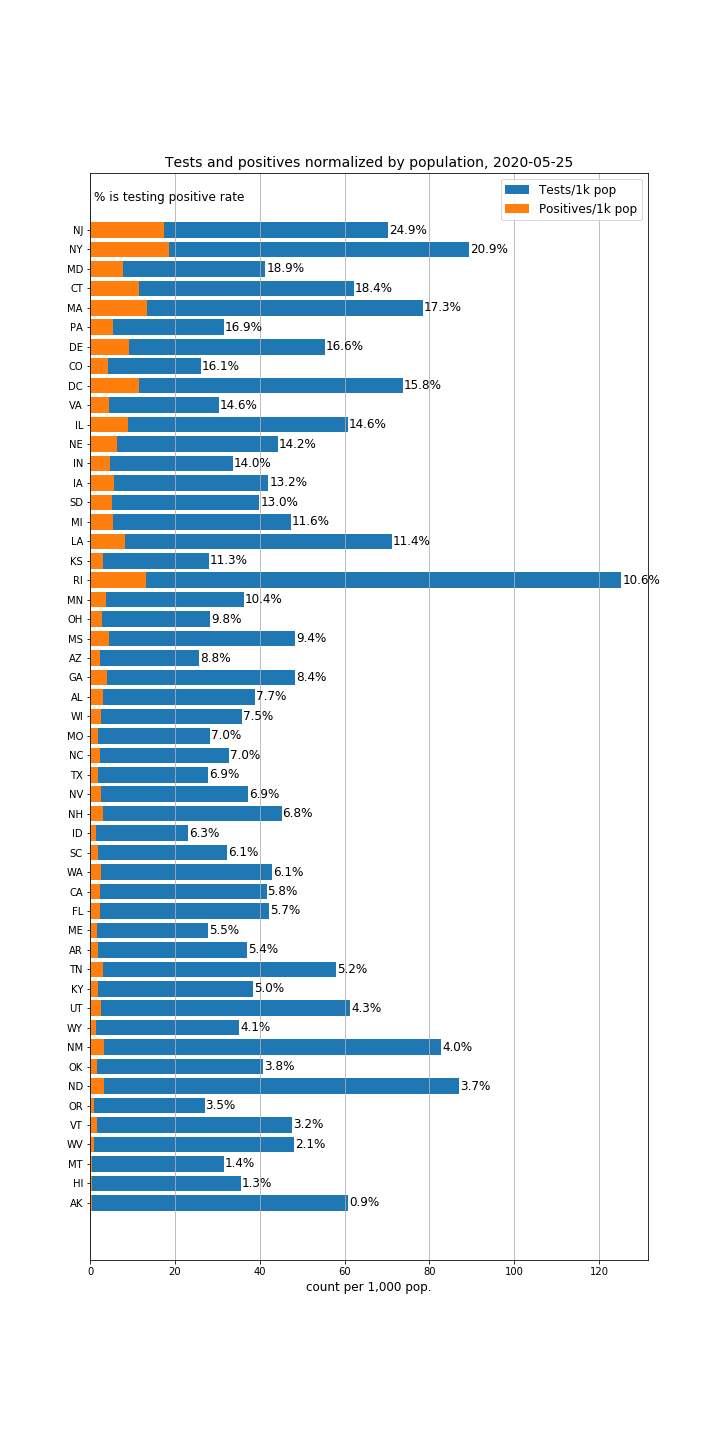 Tests and positives normalized by population, 2020-05-25
% is testing positive rate
Tests/1k pop
Positives/1k pop
NJ 24.9%
NY 20.9%
MD 18.9%
CT 18.4%
MA 17.3%
PA 16.9%
DE 16.6%
CO 16.1%
DC 15.8%
VA 14.6%
IL 14.6%
NE 14.2%
IN 14.0%
IA 13.2%
SD 13.0%
MI 11.6%
LA 11.4%
KS 11.3%
RI 10.6%
MN 10.4%
OH 9.8%
MS 9.4%
AZ 8.8%
GA 8.4%
AL 7.7%
WI 7.5%
MO 7.0%
NC 7.0%
TX 6.9%
NV 6.9%
NH 6.8%
ID 6.3%
SC 6.1%
WA 6.1%
CA 5.8%
FL 5.7%
ME 5.5%
AR 5.4%
TN 5.2%
KY 5.0%
UT 4.3%
WY 4.1%
NM 4.0%
OK 3.8%
ND 3.7%
OR 3.5%
VT 3.2%
WV 2.1%
MT 1.4%
HI 1.3%
AK 0.9%
0 20 40 60 80 100 120
count per 1,000 pop.